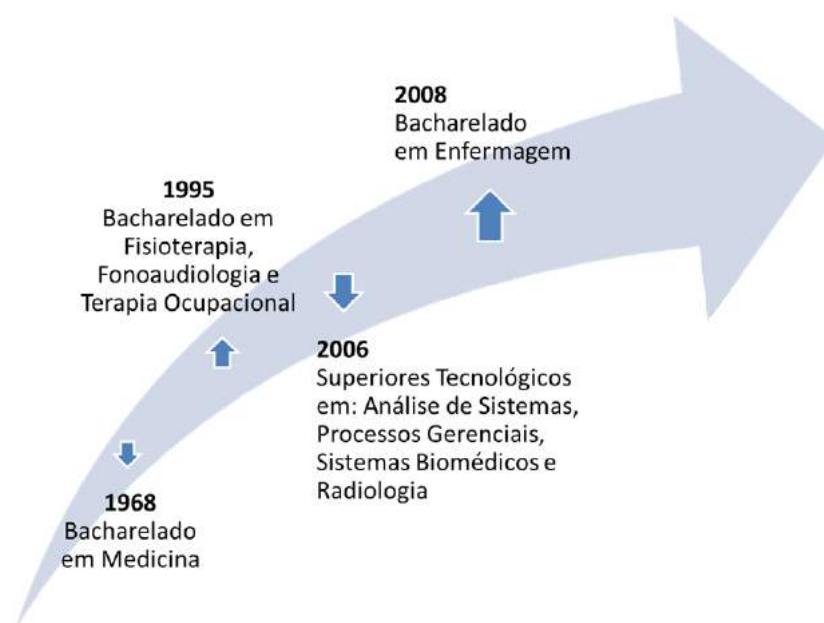 2008
Bacharelado
em Enfermagem
1995
Bacharelado em
Fisioterapia,
Fonoaudiologia e
Terapia Ocupacional
2006
Superiores Tecnológicos
em: Análise de Sistemas,
Processos Gerenciais,
Sistemas Biomédicos e
Radiologia
1968
Bacharelado
em Medicina